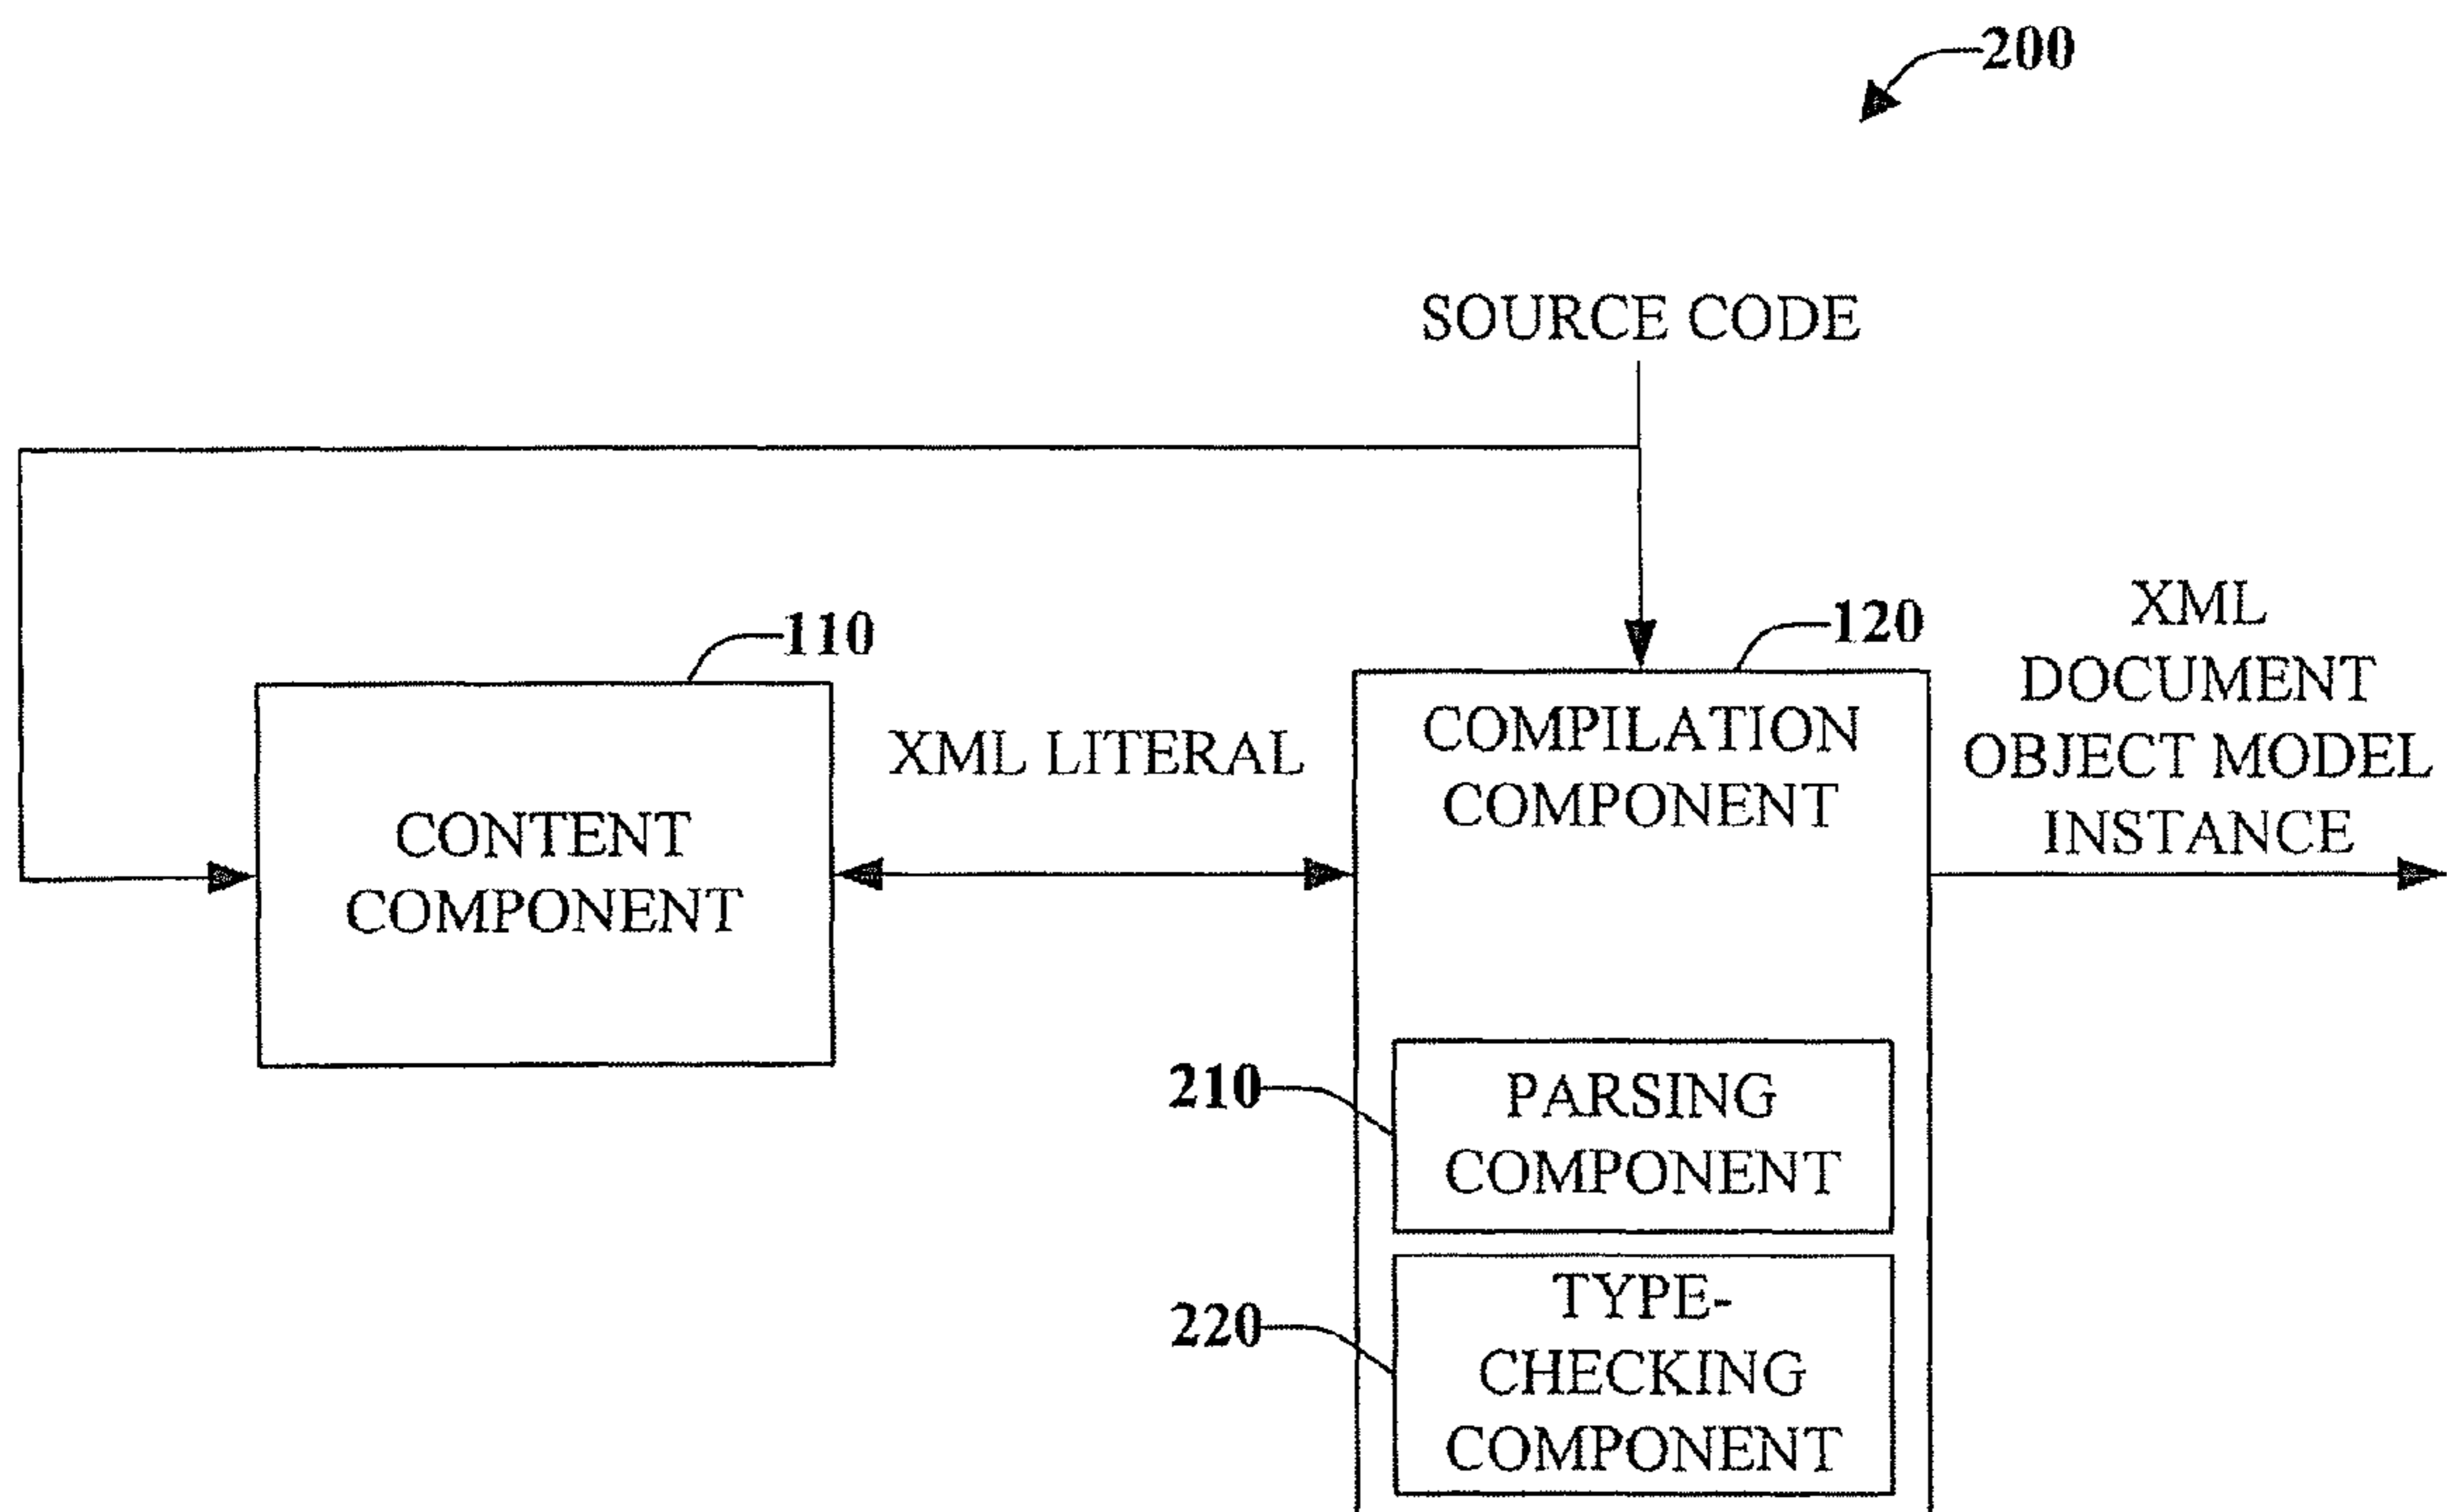 200
SOURCE CODE
110
120
XML
DOCUMENT
OBJECT MODEL
INSTANCE
XML LITERAL
COMPILATION
COMPONENT
CONTENT
COMPONENT
210
PARSING
COMPONENT
220
TYPE-
CHECKING
COMPONENT